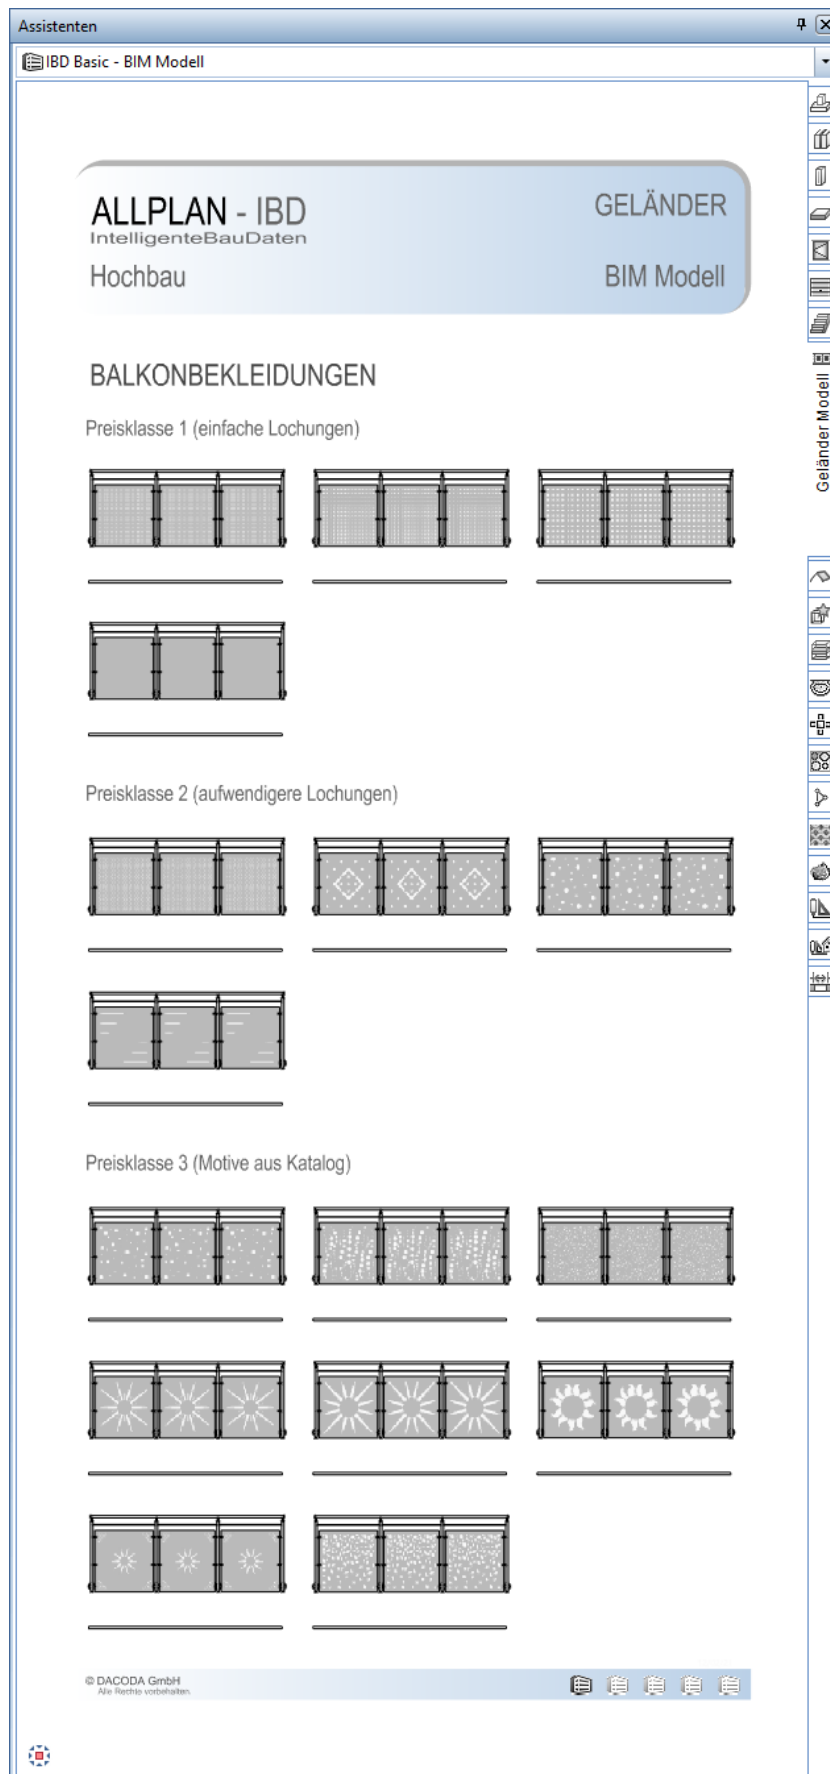 Assistenten
IBD Basic - BIM Modell
ALLPLAN - IBD
IntelligenteBauDaten
GELÄNDER
Hochbau
BIM Modell
BALKONBEKLEIDUNGEN
Preisklasse 1 (einfache Lochungen)
Preisklasse 2 (aufwendigere Lochungen)
Preisklasse 3 (Motive aus Katalog)
© DACODA GmbH
Alle Rechte vorbehalten.
Geländer Modell